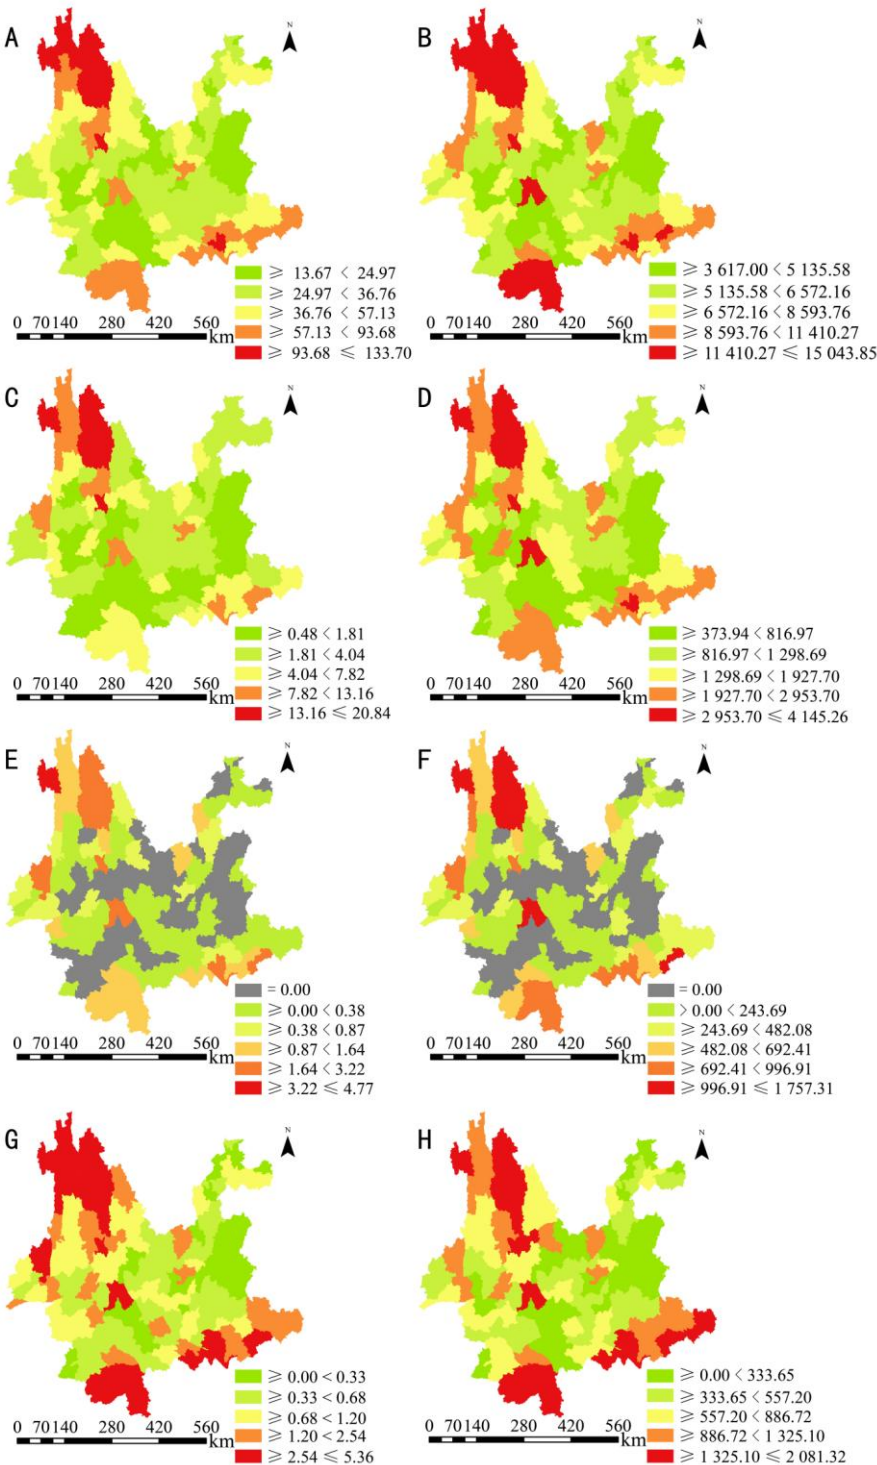 A
N
B
N
≥ 13.67 < 24.97
≥ 24.97 < 36.76
≥ 36.76 < 57.13
≥ 57.13 < 93.68
≥ 93.68 ≤ 133.70
0 70 140 280 420 560
km
≥ 3 617.00 < 5 135.58
≥ 5 135.58 < 6 572.16
≥ 6 572.16 < 8 593.76
≥ 8 593.76 < 11 410.27
≥ 11 410.27 ≤ 15 043.85
0 70 140 280 420 560
km
C
N
D
N
≥ 0.48 < 1.81
≥ 1.81 < 4.04
≥ 4.04 < 7.82
≥ 7.82 < 13.16
≥ 13.16 ≤ 20.84
0 70 140 280 420 560
km
≥ 373.94 < 816.97
≥ 816.97 < 1 298.69
≥ 1 298.69 < 1 927.70
≥ 1 927.70 < 2 953.70
≥ 2 953.70 ≤ 4 145.26
0 70 140 280 420 560
km
E
N
F
N
= 0.00
≥ 0.00 < 0.38
≥ 0.38 < 0.87
≥ 0.87 < 1.64
≥ 1.64 < 3.22
≥ 3.22 ≤ 4.77
0 70 140 280 420 560
km
= 0.00
> 0.00 < 243.69
≥ 243.69 < 482.08
≥ 482.08 < 692.41
≥ 692.41 < 996.91
≥ 996.91 ≤ 1 757.31
0 70 140 280 420 560
km
G
N
H
N
≥ 0.00 < 0.33
≥ 0.33 < 0.68
≥ 0.68 < 1.20
≥ 1.20 < 2.54
≥ 2.54 ≤ 5.36
0 70 140 280 420 560
km
≥ 0.00 < 333.65
≥ 333.65 < 557.20
≥ 557.20 < 886.72
≥ 886.72 < 1 325.10
≥ 1 325.10 ≤ 2 081.32
0 70 140 280 420 560
km